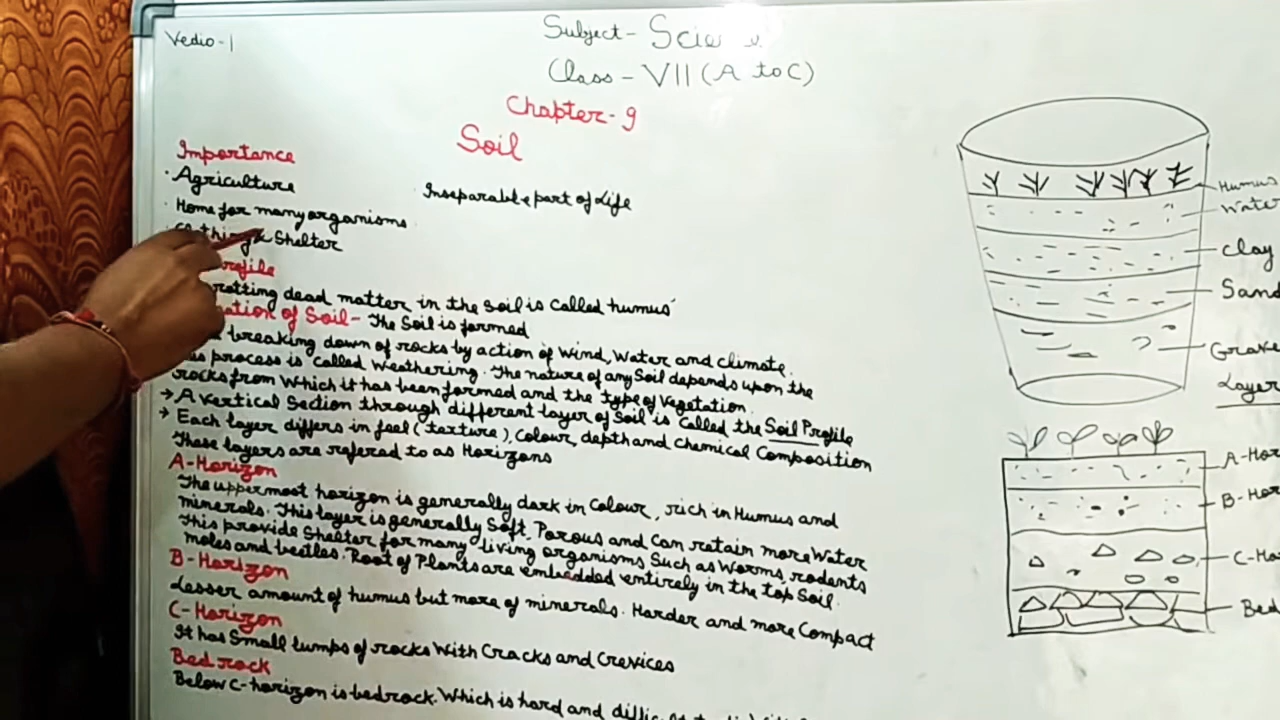 Vedio-1
Subject- Scie
Class - VII (A to C)
Chapter-9
Soil
Importance
· Agriculture
Inseparable part of Life
· Home for many organisms
& Shelter
rotting dead matter in the soil is called humus
of Soil- The Soil is formed
breaking down of rocks by action of Wind, Water and climate.
process is called Weathering. The nature of any Soil depends upon the
rocks from Which it has been formed and the type of Vegetation.
→ A vertical Section through different layer of Soil is Called the Soil Profile
→ Each layer differs in feel (texture), Colour, depth and Chemical Composition
These layers are refered to as Horizons
A-Horizon
The uppermost horizon is generally dark in Colour, rich in Humus and
minerals. This layer is generally Soft, Porous and Can retain more Water
This provide Shelter for many living organisms Such as Worms, rodents
moles and beetles. Root of Plants are embedded entirely in the top Soil.
B-Horizon
Lesser amount of humus but more of minerals. Harder and more Compact
C-Horizon
It has Small lumps of rocks With Cracks and Crevices
Bed rock
Below C-horizon is bedrock. Which is hard and
Humus
Water
Clay
Sand
Grave
Layer
A-Hor
B-Hor
C-Ho
Bed